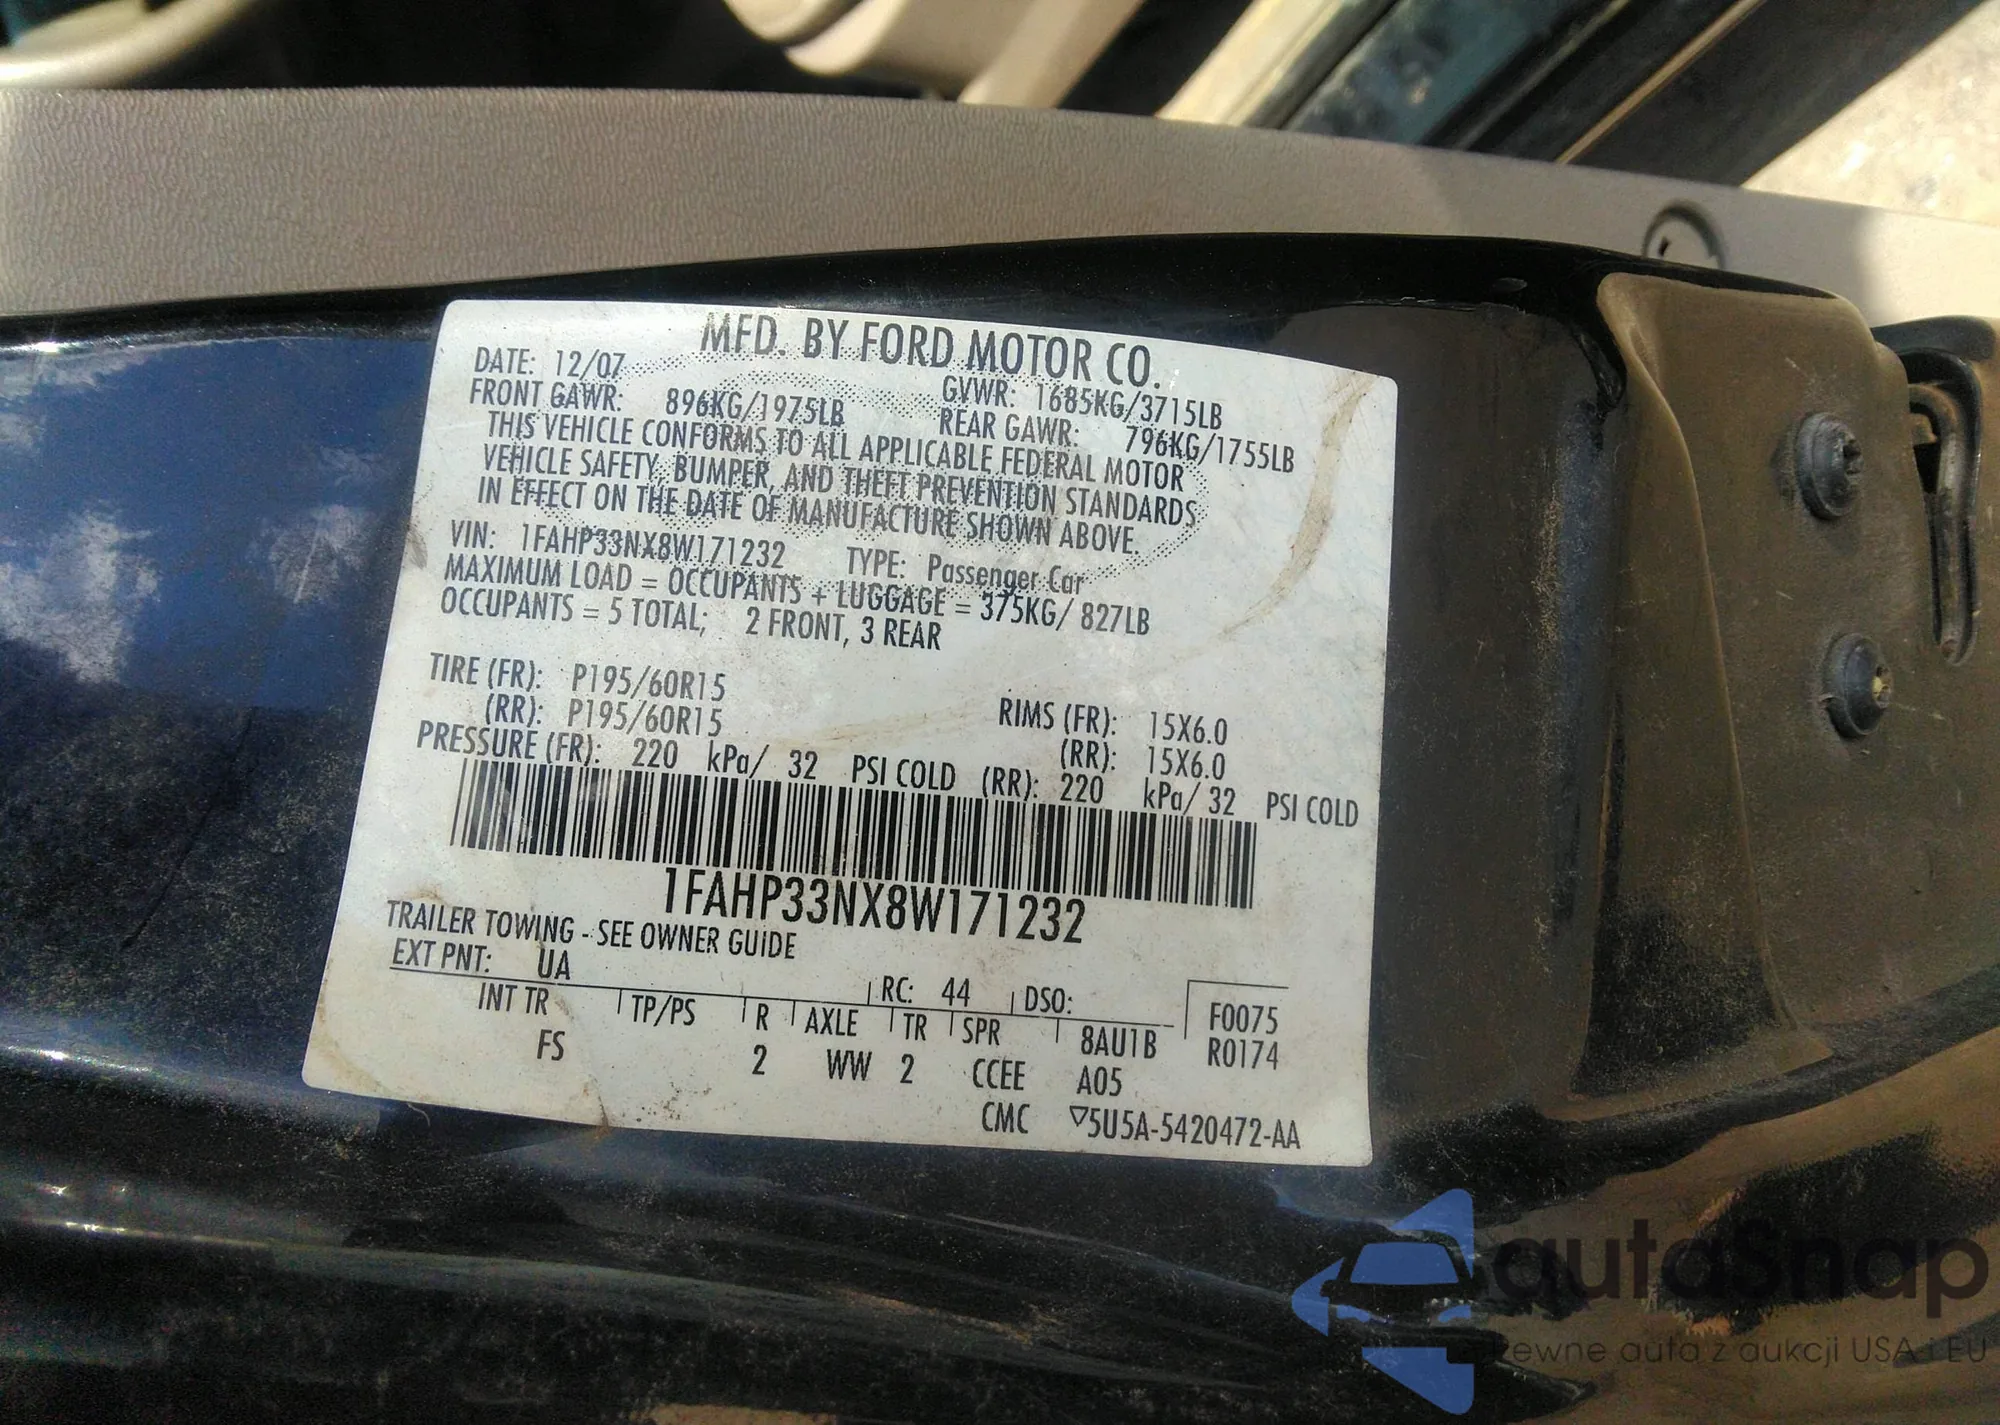 MFD. BY FORD MOTOR CO.
DATE: 12/07 GVWR: 1685KG/3715LB
FRONT GAWR: 896KG/1975LB REAR GAWR: 796KG/1755LB
THIS VEHICLE CONFORMS TO ALL APPLICABLE FEDERAL MOTOR
VEHICLE SAFETY, BUMPER, AND THEFT PREVENTION STANDARDS
IN EFFECT ON THE DATE OF MANUFACTURE SHOWN ABOVE.
VIN: 1FAHP33NX8W171232 TYPE: Passenger Car
MAXIMUM LOAD = OCCUPANTS + LUGGAGE = 375KG/ 827LB
OCCUPANTS = 5 TOTAL; 2 FRONT, 3 REAR
TIRE (FR): P195/60R15 RIMS (FR): 15X6.0
(RR): P195/60R15 (RR): 15X6.0
PRESSURE (FR): 220 kPa/ 32 PSI COLD (RR): 220 kPa/ 32 PSI COLD
1FAHP33NX8W171232
TRAILER TOWING - SEE OWNER GUIDE
EXT PNT: UA RC: 44 DSO: F0075
INT TR TP/PS R AXLE TR SPR 8AU1B R0174
FS 2 WW 2 CCEE A05
CMC ▽5U5A-5420472-AA
autaSnap
Pewne auta z aukcji USA i EU